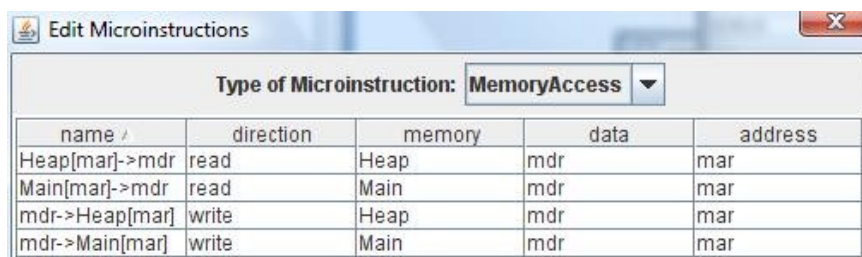 Edit Microinstructions
Type of Microinstruction: MemoryAccess
name direction memory data address
Heap[mar]->mdr read Heap mdr mar
Main[mar]->mdr read Main mdr mar
mdr->Heap[mar] write Heap mdr mar
mdr->Main[mar] write Main mdr mar